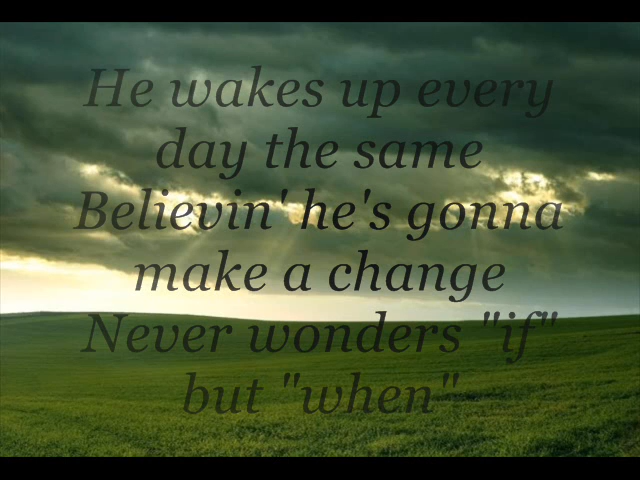 He wakes up every
day the same
Believin' he's gonna
make a change
Never wonders "if"
but "when"